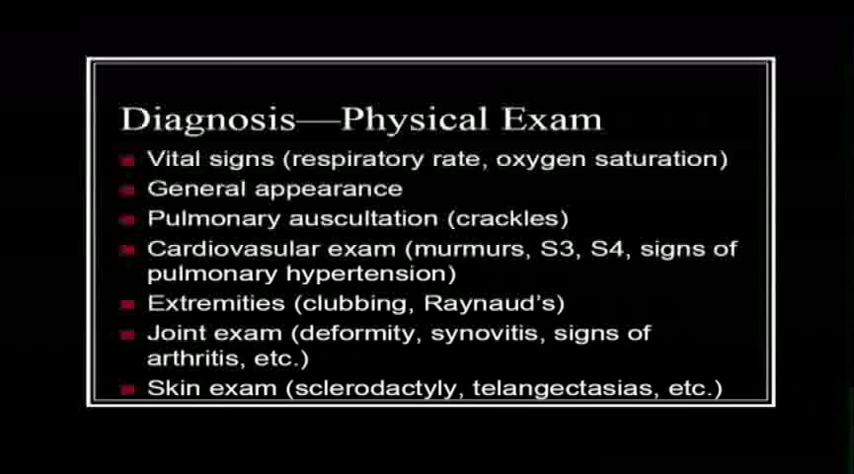 Diagnosis—Physical Exam
Vital signs (respiratory rate, oxygen saturation)
General appearance
Pulmonary auscultation (crackles)
Cardiovasular exam (murmurs, S3, S4, signs of
pulmonary hypertension)
Extremities (clubbing, Raynaud's)
Joint exam (deformity, synovitis, signs of
arthritis, etc.)
Skin exam (sclerodactyly, telangectasias, etc.)